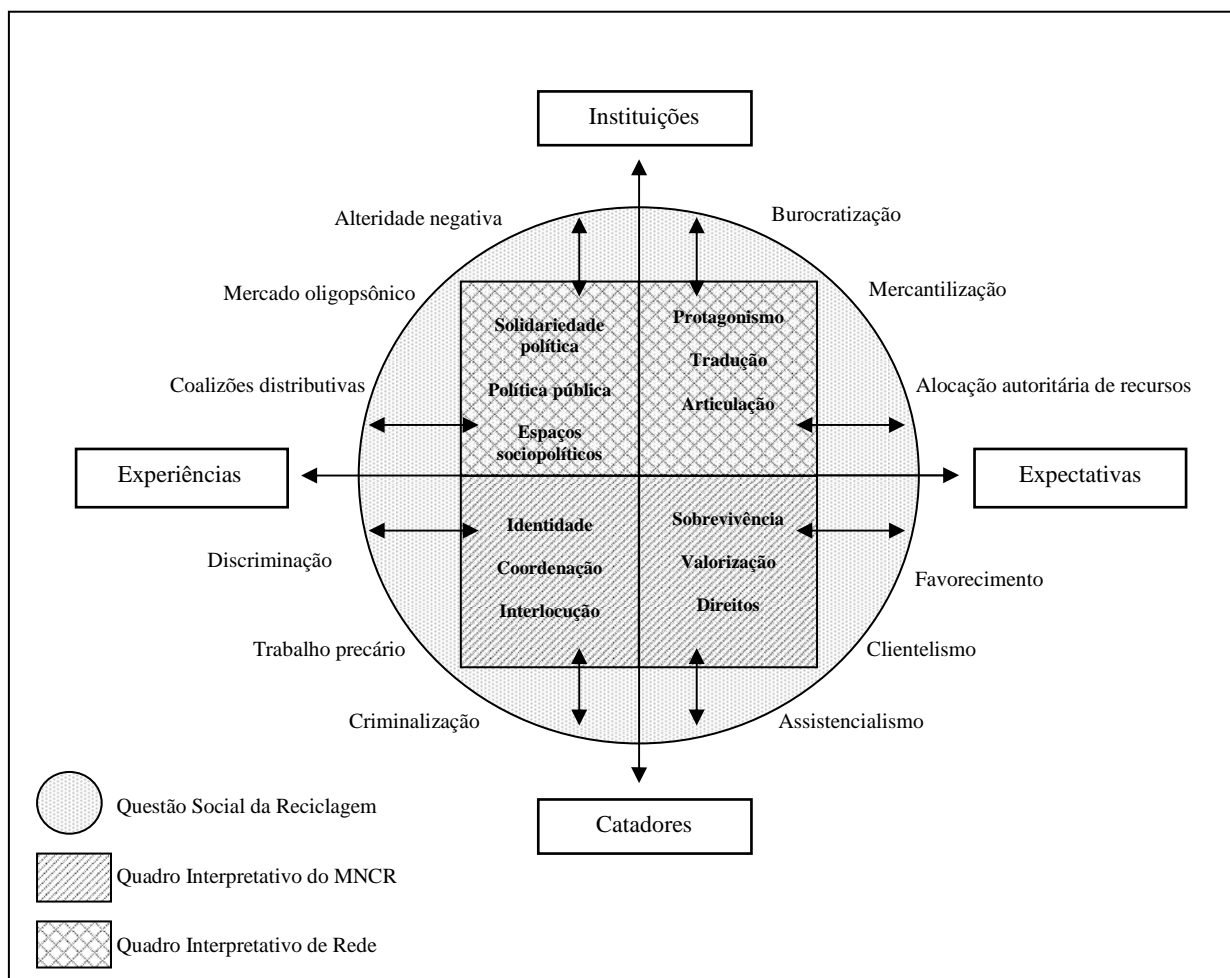 Instituições
Alteridade negativa
Burocratização
Mercado oligopsônico
Mercantilização
Solidariedade
política
Política pública
Espaços
sociopolíticos
Protagonismo
Tradução
Articulação
Coalizões distributivas
Alocação autoritária de recursos
Experiências
Expectativas
Identidade
Coordenação
Interlocução
Sobrevivência
Valorização
Direitos
Discriminação
Favorecimento
Trabalho precário
Clientelismo
Criminalização
Assistencialismo
Catadores
Questão Social da Reciclagem
Quadro Interpretativo do MNCR
Quadro Interpretativo de Rede